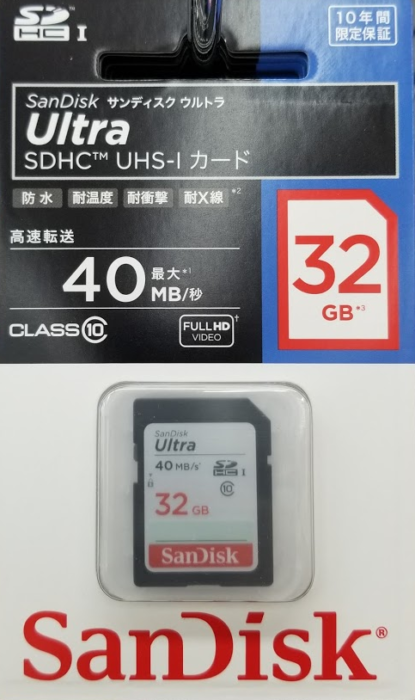 SDHC I
10年間
限定保証
SanDisk サンディスク ウルトラ
Ultra
SDHC™ UHS-I カード
防水 耐温度 耐衝撃 耐X線*2
高速転送
40 最大*1
MB/秒
32
GB*3
CLASS10
FULL HD†
VIDEO
SanDisk
Ultra
40 MB/s*
SDHC I
10
32 GB
SanDisk
SanDisk®